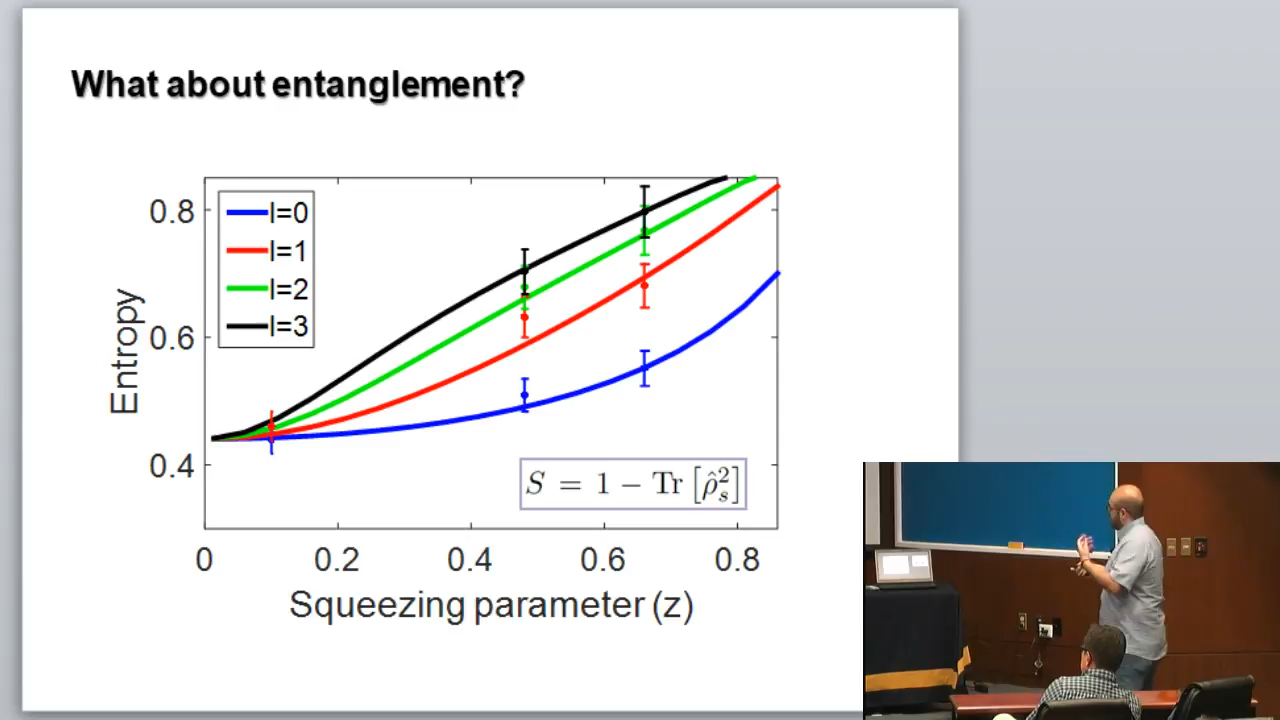 What about entanglement?
l=0
l=1
l=2
l=3
0.8
0.6
0.4
Entropy
S = 1 − Tr [ρ̂ₛ²]
0 0.2 0.4 0.6 0.8
Squeezing parameter (z)